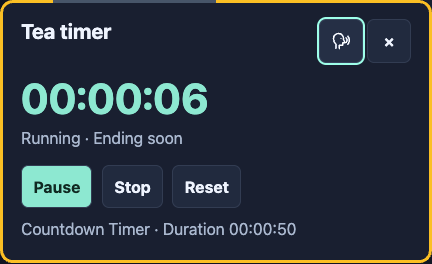 Tea timer
×
00:00:06
Running · Ending soon
Pause Stop Reset
Countdown Timer · Duration 00:00:50